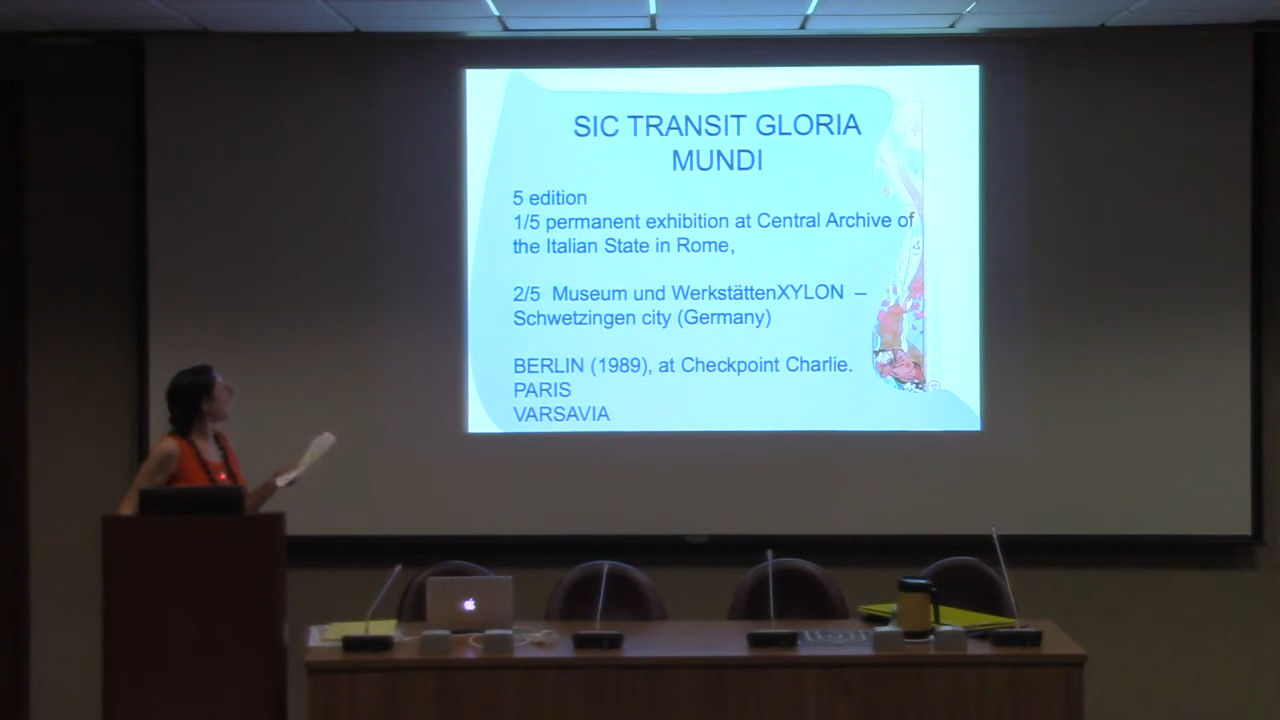 SIC TRANSIT GLORIA
MUNDI
5 edition
1/5 permanent exhibition at Central Archive of
the Italian State in Rome,
2/5 Museum und WerkstättenXYLON –
Schwetzingen city (Germany)
BERLIN (1989), at Checkpoint Charlie.
PARIS
VARSAVIA